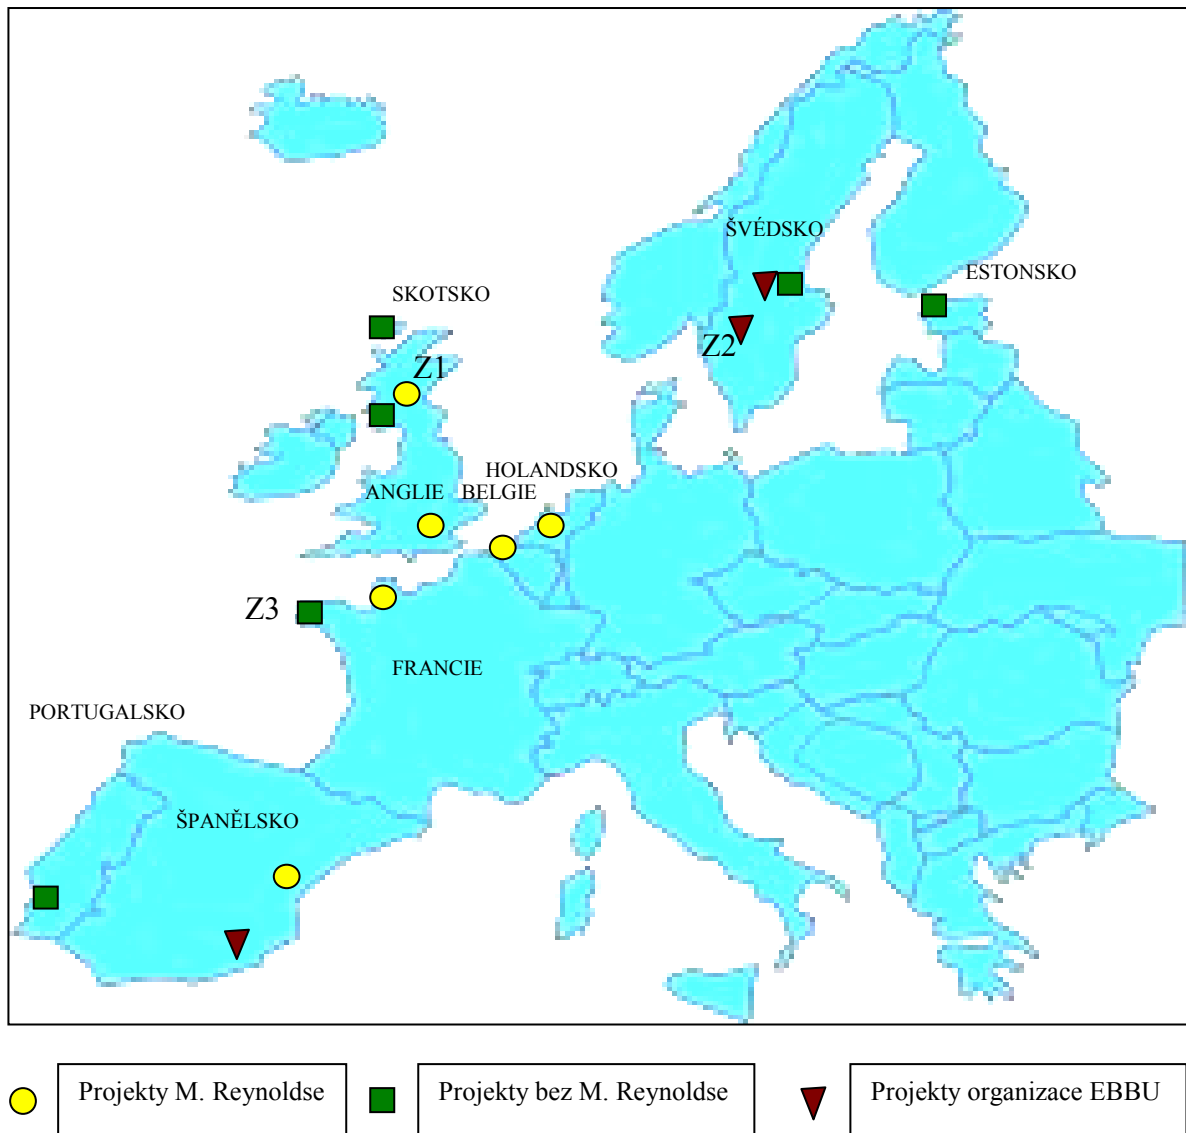 ŠVÉDSKO
ESTONSKO
SKOTSKO
Z2
Z1
HOLANDSKO
ANGLIE BELGIE
Z3
FRANCIE
PORTUGALSKO
ŠPANĚLSKO
Projekty M. Reynoldse
Projekty bez M. Reynoldse
Projekty organizace EBBU